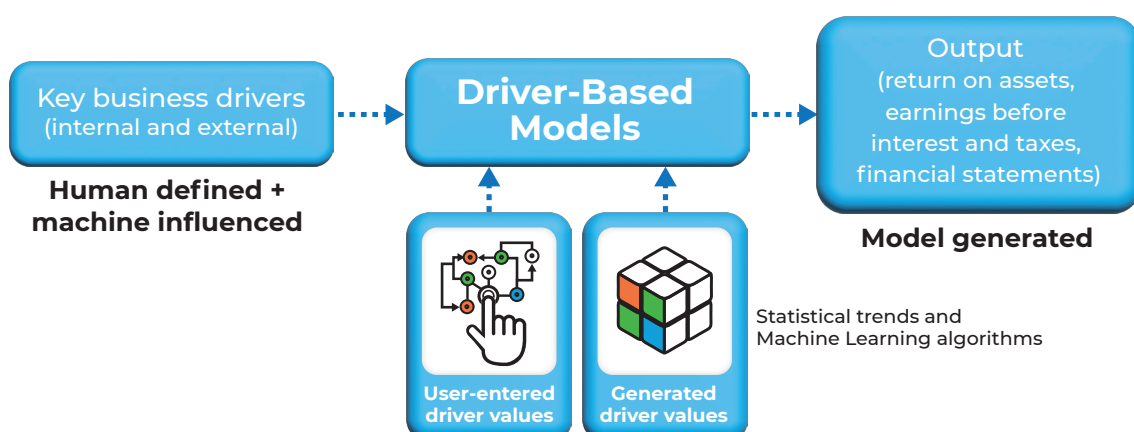 Key business drivers
(internal and external)
Human defined +
machine influenced
Driver-Based
Models
Output
(return on assets,
earnings before
interest and taxes,
financial statements)
Model generated
User-entered
driver values
Generated
driver values
Statistical trends and
Machine Learning algorithms